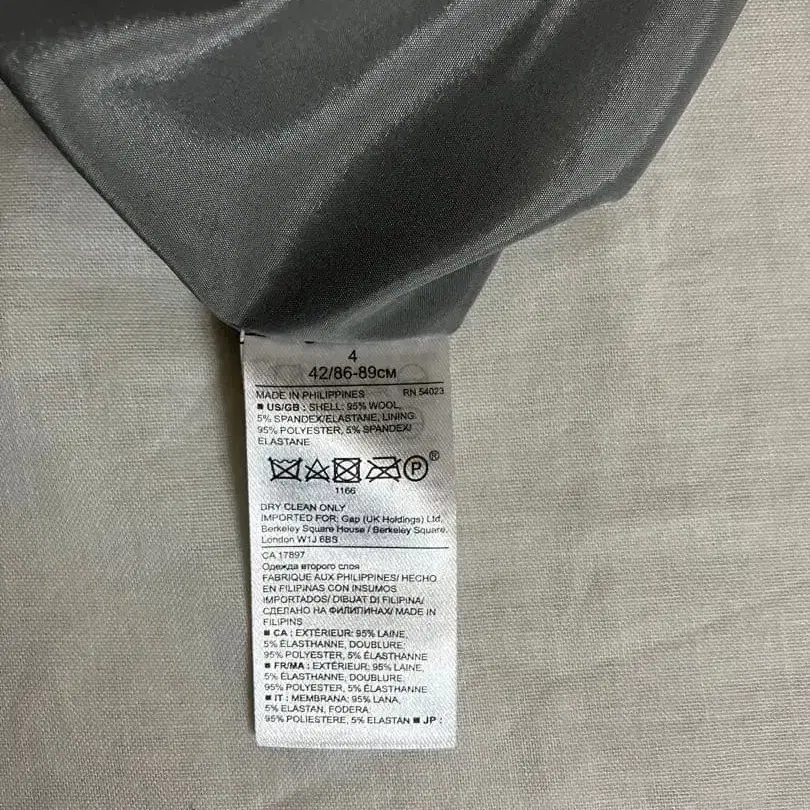 4
42/86-89см
MADE IN PHILIPPINES RN 54023
■ US/GB : SHELL: 95% WOOL,
5% SPANDEX/ELASTANE, LINING:
95% POLYESTER, 5% SPANDEX/
ELASTANE
P ®
1166
DRY CLEAN ONLY
IMPORTED FOR: Gap (UK Holdings) Ltd,
Berkeley Square House / Berkeley Square,
London W1J 6BS
CA 17897
Одежда второго слоя
FABRIQUE AUX PHILIPPINES/ HECHO
EN FILIPINAS CON INSUMOS
IMPORTADOS/ DIBUAT DI FILIPINA/
СДЕЛАНО НА ФИЛИПИНАХ/ MADE IN
FILIPINS
■ CA : EXTÉRIEUR: 95% LAINE,
5% ÉLASTHANNE, DOUBLURE:
95% POLYESTER, 5% ÉLASTHANNE
■ FR/MA : EXTÉRIEUR: 95% LAINE,
5% ÉLASTHANNE, DOUBLURE:
95% POLYESTER, 5% ÉLASTHANNE
■ IT : MEMBRANA: 95% LANA,
5% ELASTAN, FODERA:
95% POLIESTERE, 5% ELASTAN ■ JP :